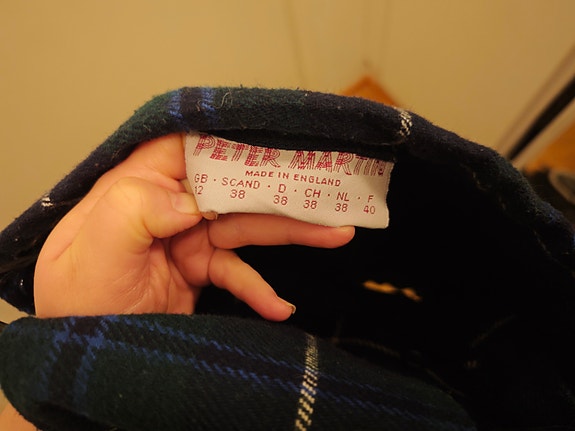 PETER MARTIN
MADE IN ENGLAND
GB · SCAND · D · CH · NL · F
12 38 38 38 38 40